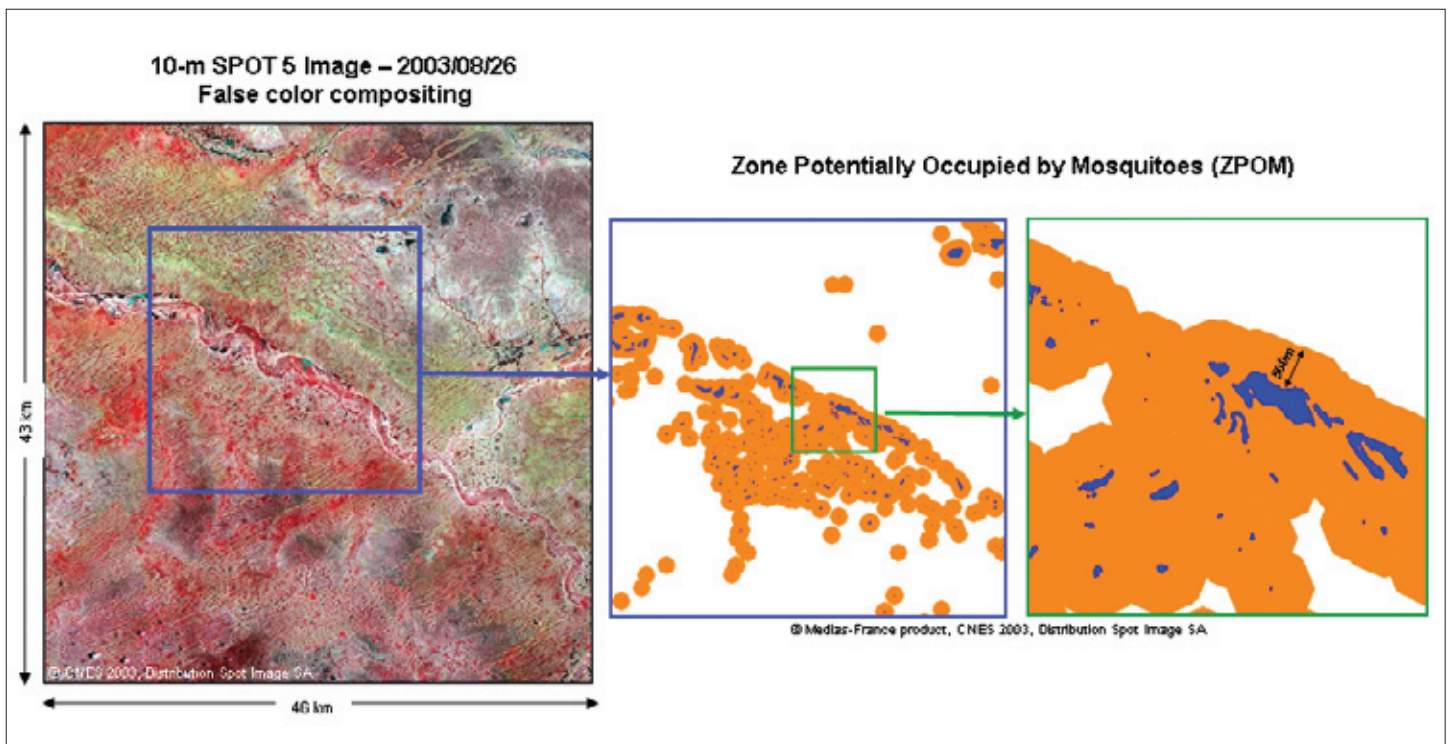 10-m SPOT 5 Image – 2003/08/26
False color compositing
43 km
© CNES 2003, Distribution Spot Image SA
46 km
Zone Potentially Occupied by Mosquitoes (ZPOM)
© Medias-France product, CNES 2003, Distribution Spot Image SA